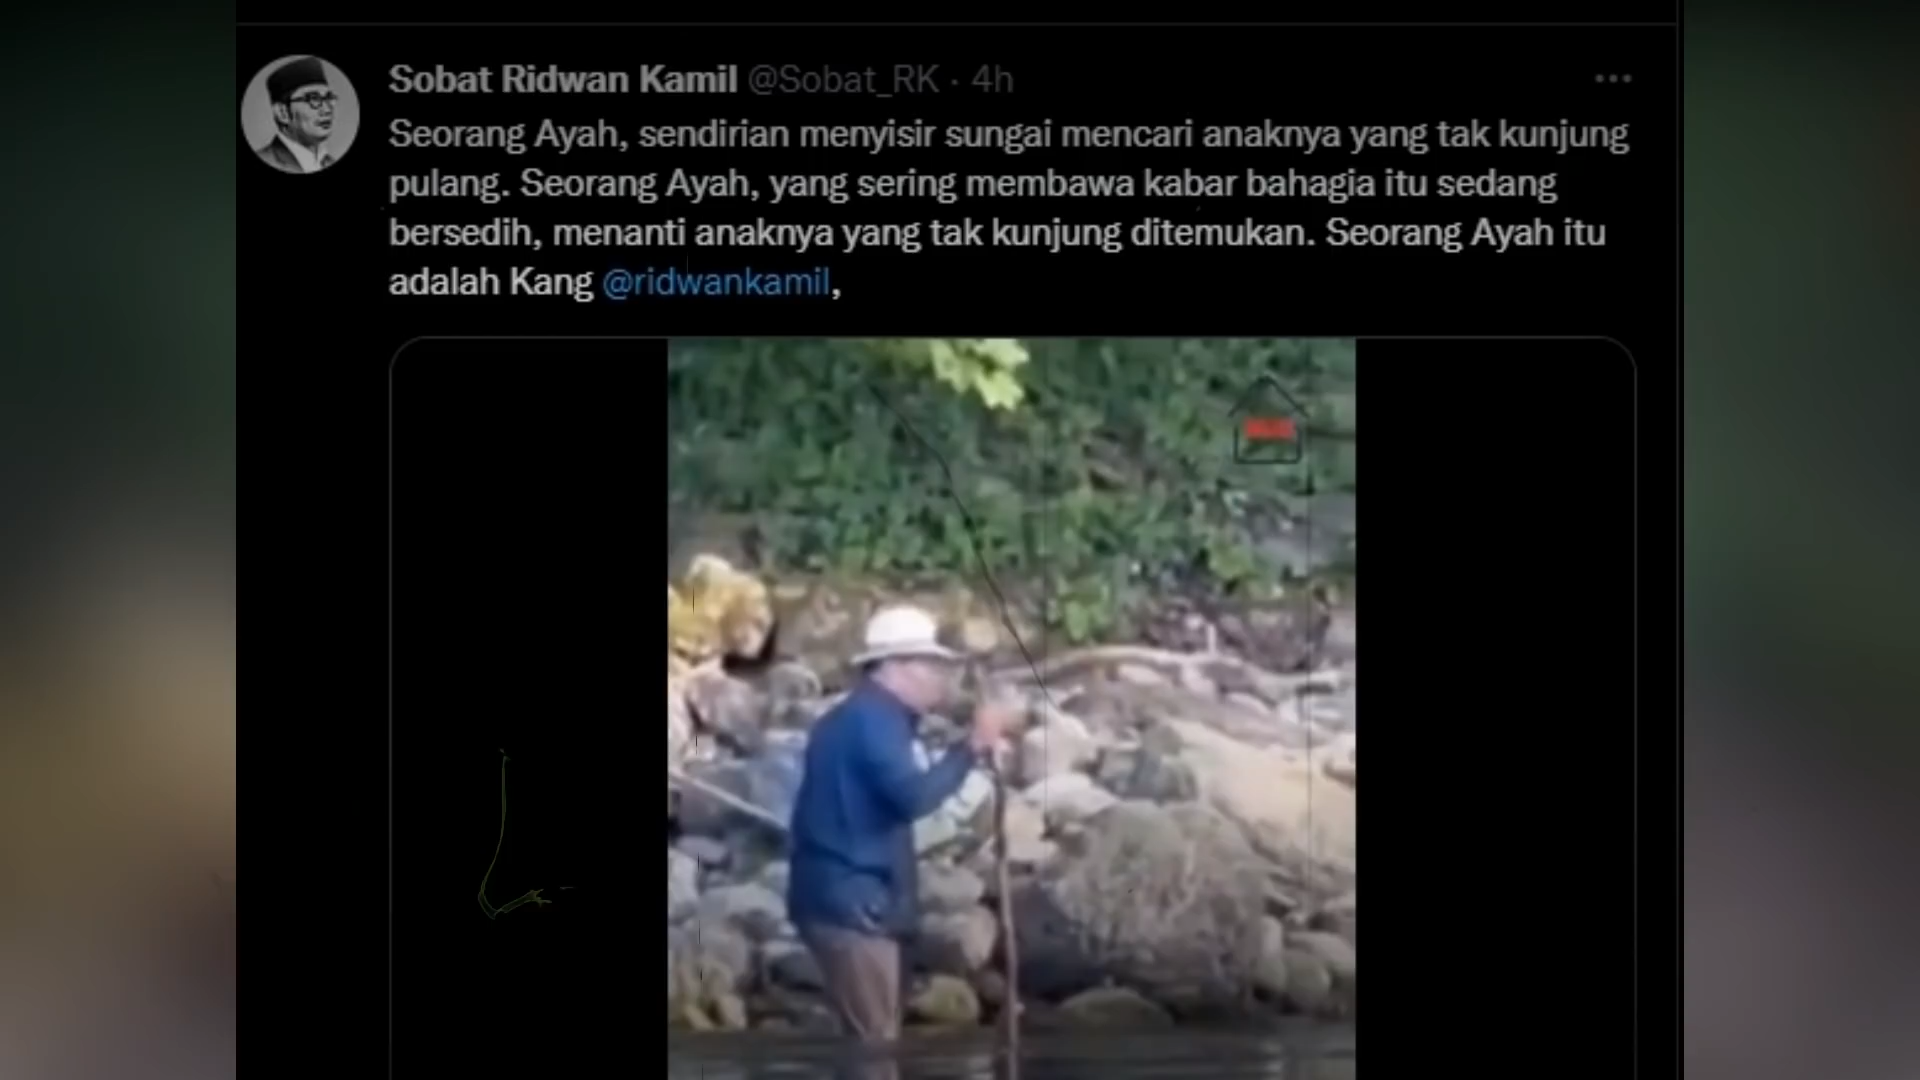 Sobat Ridwan Kamil @Sobat_RK · 4h
Seorang Ayah, sendirian menyisir sungai mencari anaknya yang tak kunjung
pulang. Seorang Ayah, yang sering membawa kabar bahagia itu sedang
bersedih, menanti anaknya yang tak kunjung ditemukan. Seorang Ayah itu
adalah Kang @ridwankamil,